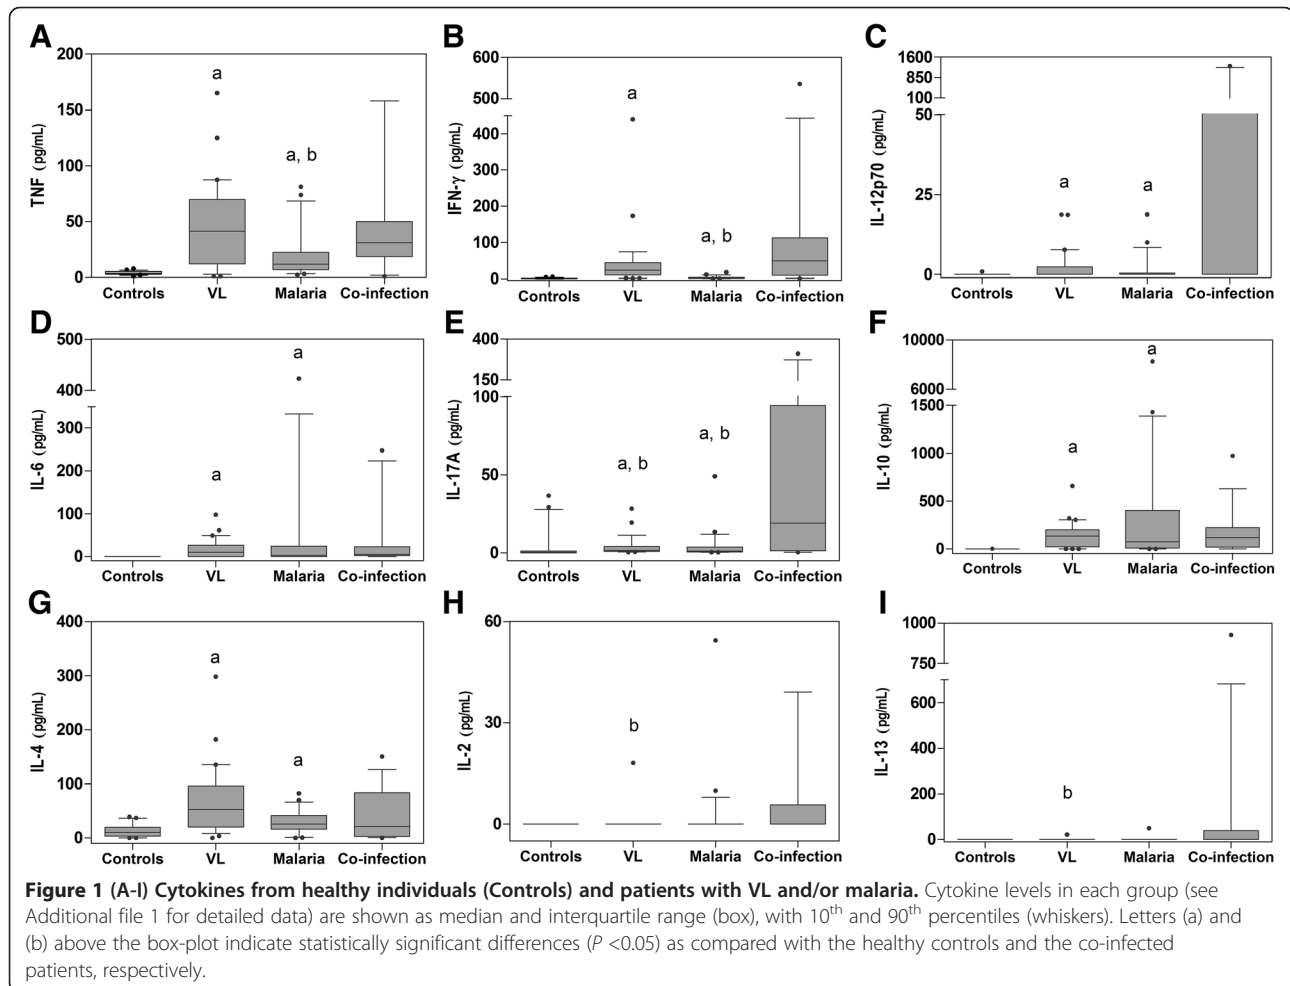 A
200
150
100
50
0
TNF (pg/mL)
a
a, b
Controls VL Malaria Co-infection
B
600
500
400
300
200
100
0
IFN-γ (pg/mL)
a
a, b
Controls VL Malaria Co-infection
C
1600
850
100
50
25
0
IL-12p70 (pg/mL)
a
a
Controls VL Malaria Co-infection
D
500
400
300
200
100
0
IL-6 (pg/mL)
a
a
Controls VL Malaria Co-infection
E
400
150
100
50
0
IL-17A (pg/mL)
a, b
a, b
Controls VL Malaria Co-infection
F
10000
6000
1500
1000
500
0
IL-10 (pg/mL)
a
a
Controls VL Malaria Co-infection
G
400
300
200
100
0
IL-4 (pg/mL)
a
a
Controls VL Malaria Co-infection
H
60
30
0
IL-2 (pg/mL)
b
Controls VL Malaria Co-infection
I
1000
750
600
400
200
0
IL-13 (pg/mL)
b
Controls VL Malaria Co-infection
Figure 1 (A-I) Cytokines from healthy individuals (Controls) and patients with VL and/or malaria. Cytokine levels in each group (see
Additional file 1 for detailed data) are shown as median and interquartile range (box), with 10th and 90th percentiles (whiskers). Letters (a) and
(b) above the box-plot indicate statistically significant differences (P <0.05) as compared with the healthy controls and the co-infected
patients, respectively.